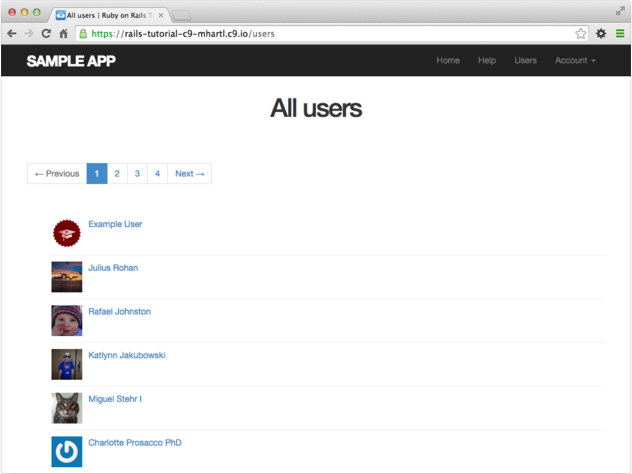 All users | Ruby on Rails T
https://rails-tutorial-c9-mhartl.c9.io/users
SAMPLE APP
Home Help Users Account
All users
← Previous 1 2 3 4 Next →
Example User
Julius Rohan
Rafael Johnston
Katlynn Jakubowski
Miguel Stehr I
Charlotte Prosacco PhD